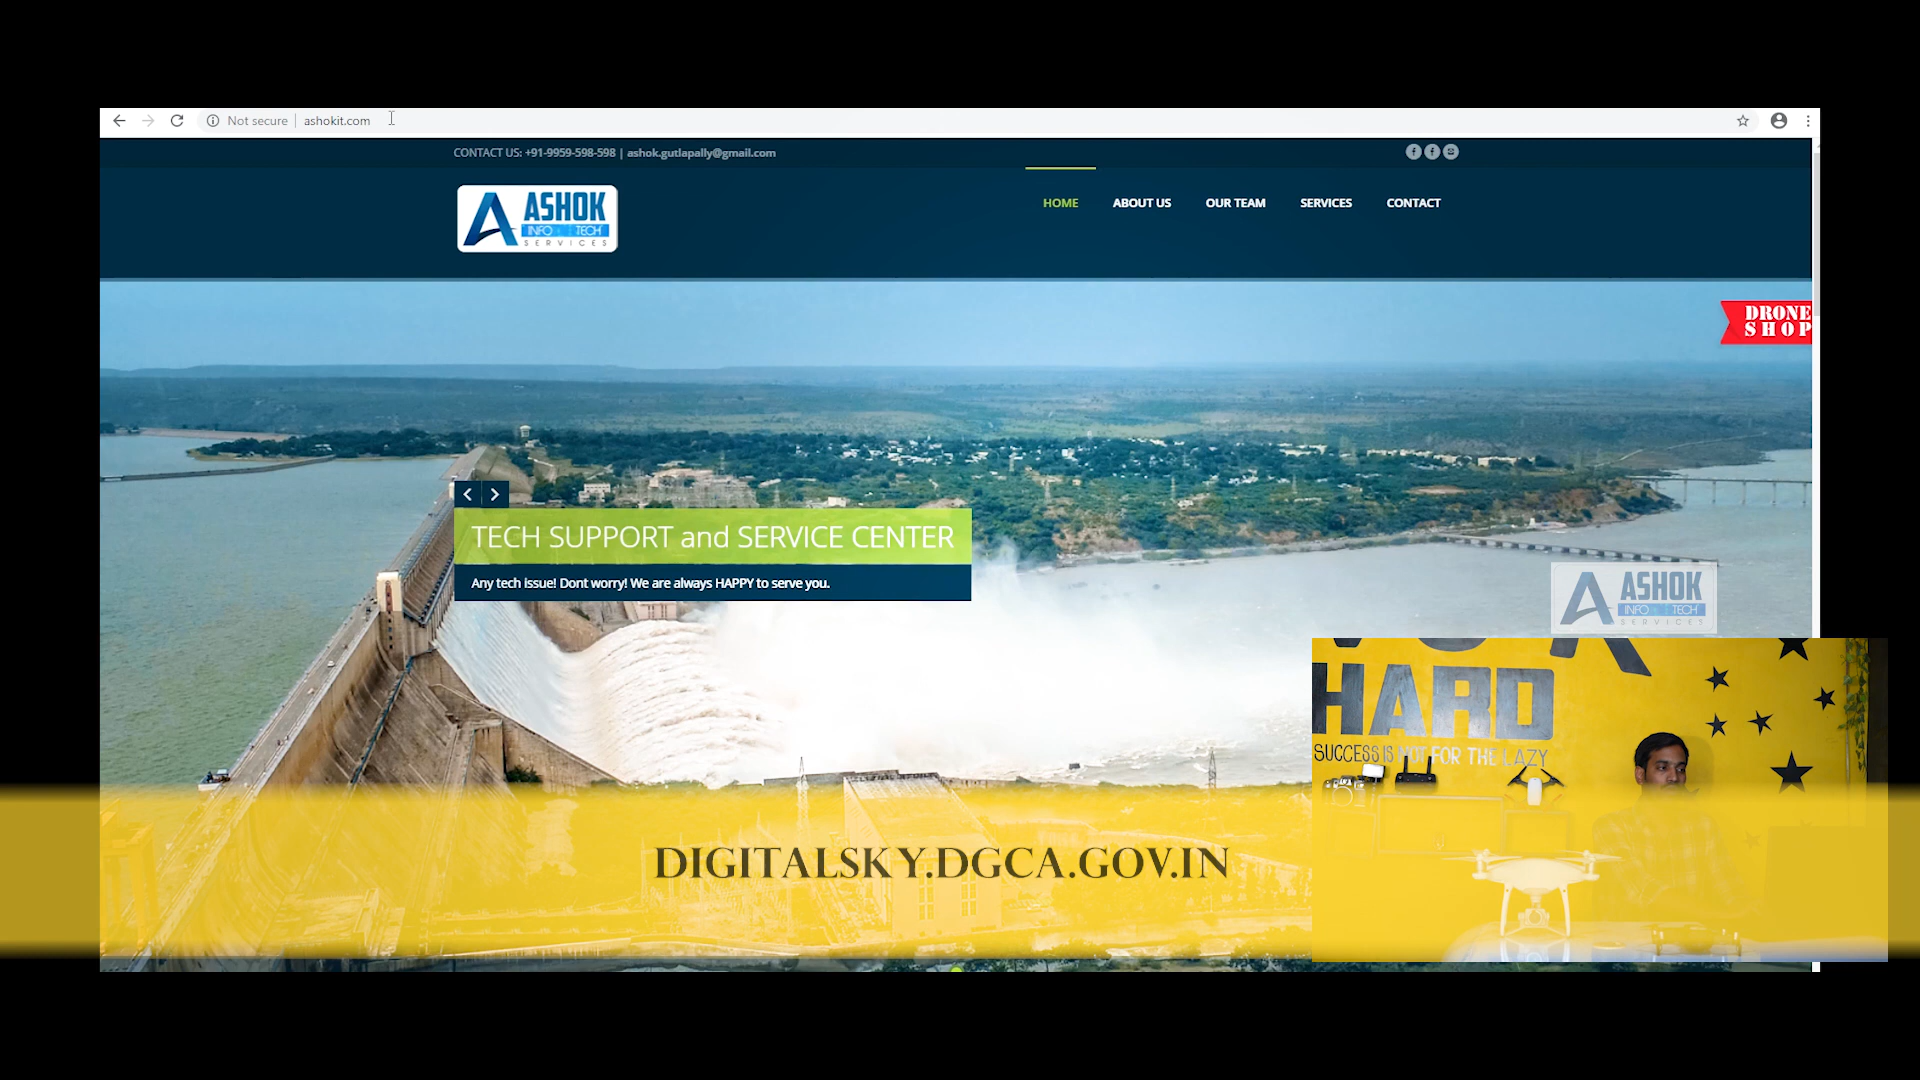 Not secure | ashokit.com
CONTACT US: +91-9959-598-598 | ashok.gutlapally@gmail.com
ASHOK
INFO TECH
SERVICES
HOME ABOUT US OUR TEAM SERVICES CONTACT
DRONE
SHOP
TECH SUPPORT and SERVICE CENTER
Any tech issue! Dont worry! We are always HAPPY to serve you.
ASHOK
INFO TECH
SERVICES
HARD
SUCCESS IS NOT FOR THE LAZY
DIGITALSKY.DGCA.GOV.IN